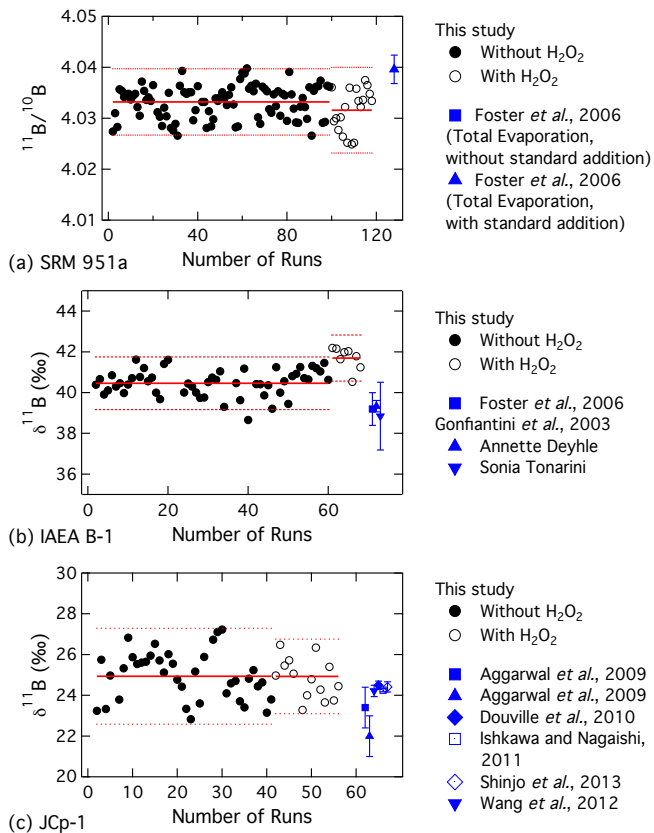 4.05
4.04
4.03
4.02
4.01
¹¹B/¹⁰B
0
40
80
120
(a) SRM 951a
Number of Runs
This study
Without H₂O₂
With H₂O₂
Foster et al., 2006
(Total Evaporation,
without standard addition)
Foster et al., 2006
(Total Evaporation,
with standard addition)
44
42
40
38
36
δ ¹¹B (‰)
0
20
40
60
(b) IAEA B-1
Number of Runs
This study
Without H₂O₂
With H₂O₂
Foster et al., 2006
Gonfiantini et al., 2003
Annette Deyhle
Sonia Tonarini
30
28
26
24
22
20
δ ¹¹B (‰)
0
10
20
30
40
50
60
(c) JCp-1
Number of Runs
This study
Without H₂O₂
With H₂O₂
Aggarwal et al., 2009
Aggarwal et al., 2009
Douville et al., 2010
Ishkawa and Nagaishi,
2011
Shinjo et al., 2013
Wang et al., 2012